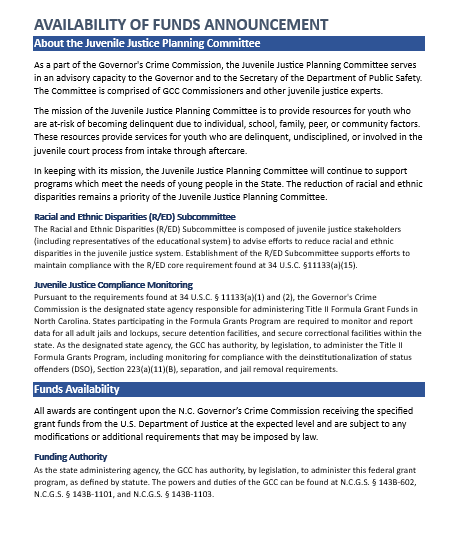 AVAILABILITY OF FUNDS ANNOUNCEMENT
About the Juvenile Justice Planning Committee
As a part of the Governor's Crime Commission, the Juvenile Justice Planning Committee serves
in an advisory capacity to the Governor and to the Secretary of the Department of Public Safety.
The Committee is comprised of GCC Commissioners and other juvenile justice experts.
The mission of the Juvenile Justice Planning Committee is to provide resources for youth who
are at-risk of becoming delinquent due to individual, school, family, peer, or community factors.
These resources provide services for youth who are delinquent, undisciplined, or involved in the
juvenile court process from intake through aftercare.
In keeping with its mission, the Juvenile Justice Planning Committee will continue to support
programs which meet the needs of young people in the State. The reduction of racial and ethnic
disparities remains a priority of the Juvenile Justice Planning Committee.
Racial and Ethnic Disparities (R/ED) Subcommittee
The Racial and Ethnic Disparities (R/ED) Subcommittee is composed of juvenile justice stakeholders
(including representatives of the educational system) to advise efforts to reduce racial and ethnic
disparities in the juvenile justice system. Establishment of the R/ED Subcommittee supports efforts to
maintain compliance with the R/ED core requirement found at 34 U.S.C. §11133(a)(15).
Juvenile Justice Compliance Monitoring
Pursuant to the requirements found at 34 U.S.C. § 11133(a)(1) and (2), the Governor's Crime
Commission is the designated state agency responsible for administering Title II Formula Grant Funds in
North Carolina. States participating in the Formula Grants Program are required to monitor and report
data for all adult jails and lockups, secure detention facilities, and secure correctional facilities within the
state. As the designated state agency, the GCC has authority, by legislation, to administer the Title II
Formula Grants Program, including monitoring for compliance with the deinstitutionalization of status
offenders (DSO), Section 223(a)(11)(B), separation, and jail removal requirements.
Funds Availability
All awards are contingent upon the N.C. Governor's Crime Commission receiving the specified
grant funds from the U.S. Department of Justice at the expected level and are subject to any
modifications or additional requirements that may be imposed by law.
Funding Authority
As the state administering agency, the GCC has authority, by legislation, to administer this federal grant
program, as defined by statute. The powers and duties of the GCC can be found at N.C.G.S. § 143B-602,
N.C.G.S. § 143B-1101, and N.C.G.S. § 143B-1103.